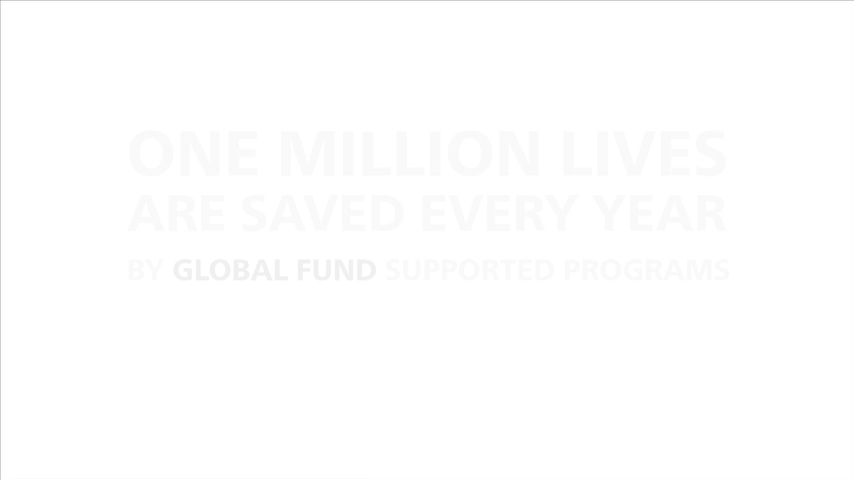 ONE MILLION LIVES
ARE SAVED EVERY YEAR
BY GLOBAL FUND SUPPORTED PROGRAMS